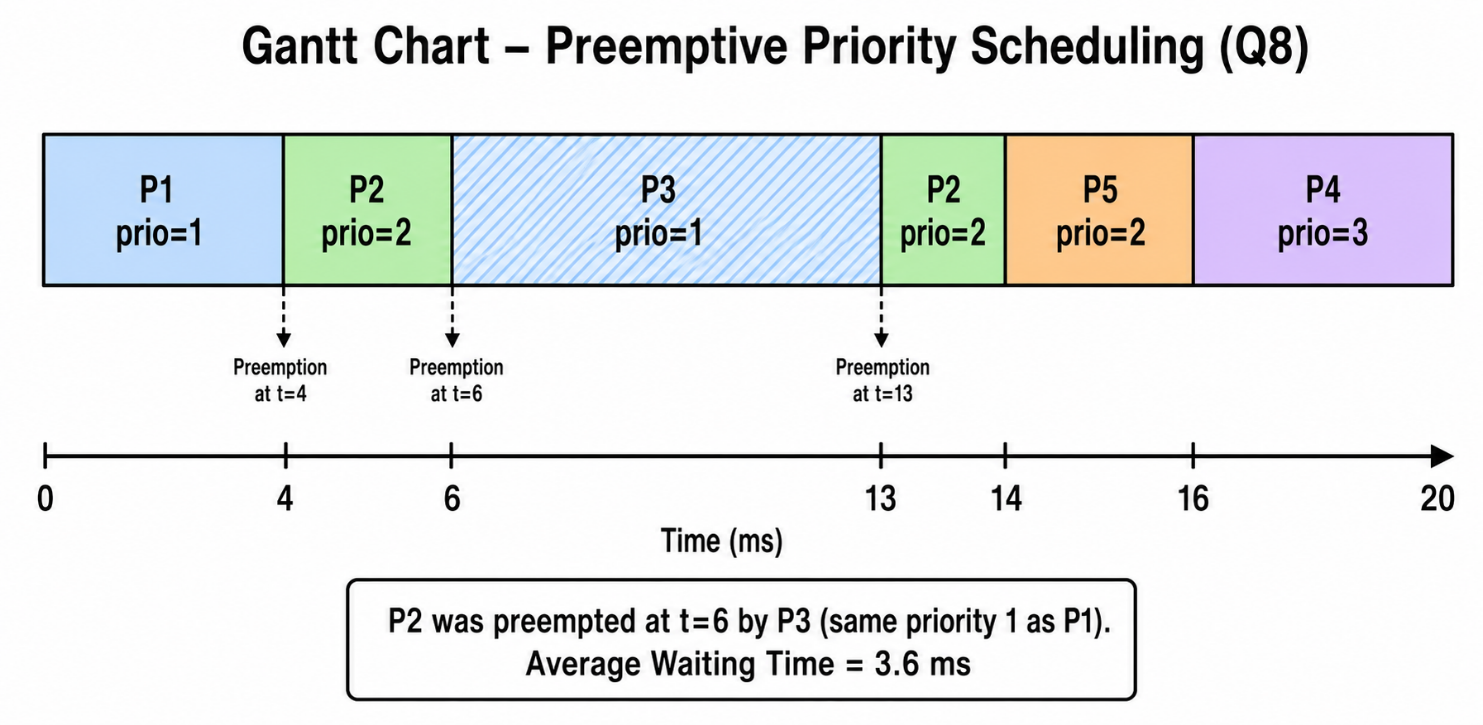 Gantt Chart – Preemptive Priority Scheduling (Q8)
P1
prio=1
P2
prio=2
P3
prio=1
P2
prio=2
P5
prio=2
P4
prio=3
Preemption
at t=4
Preemption
at t=6
Preemption
at t=13
0
4
6
13
14
16
20
Time (ms)
P2 was preempted at t=6 by P3 (same priority 1 as P1).
Average Waiting Time = 3.6 ms